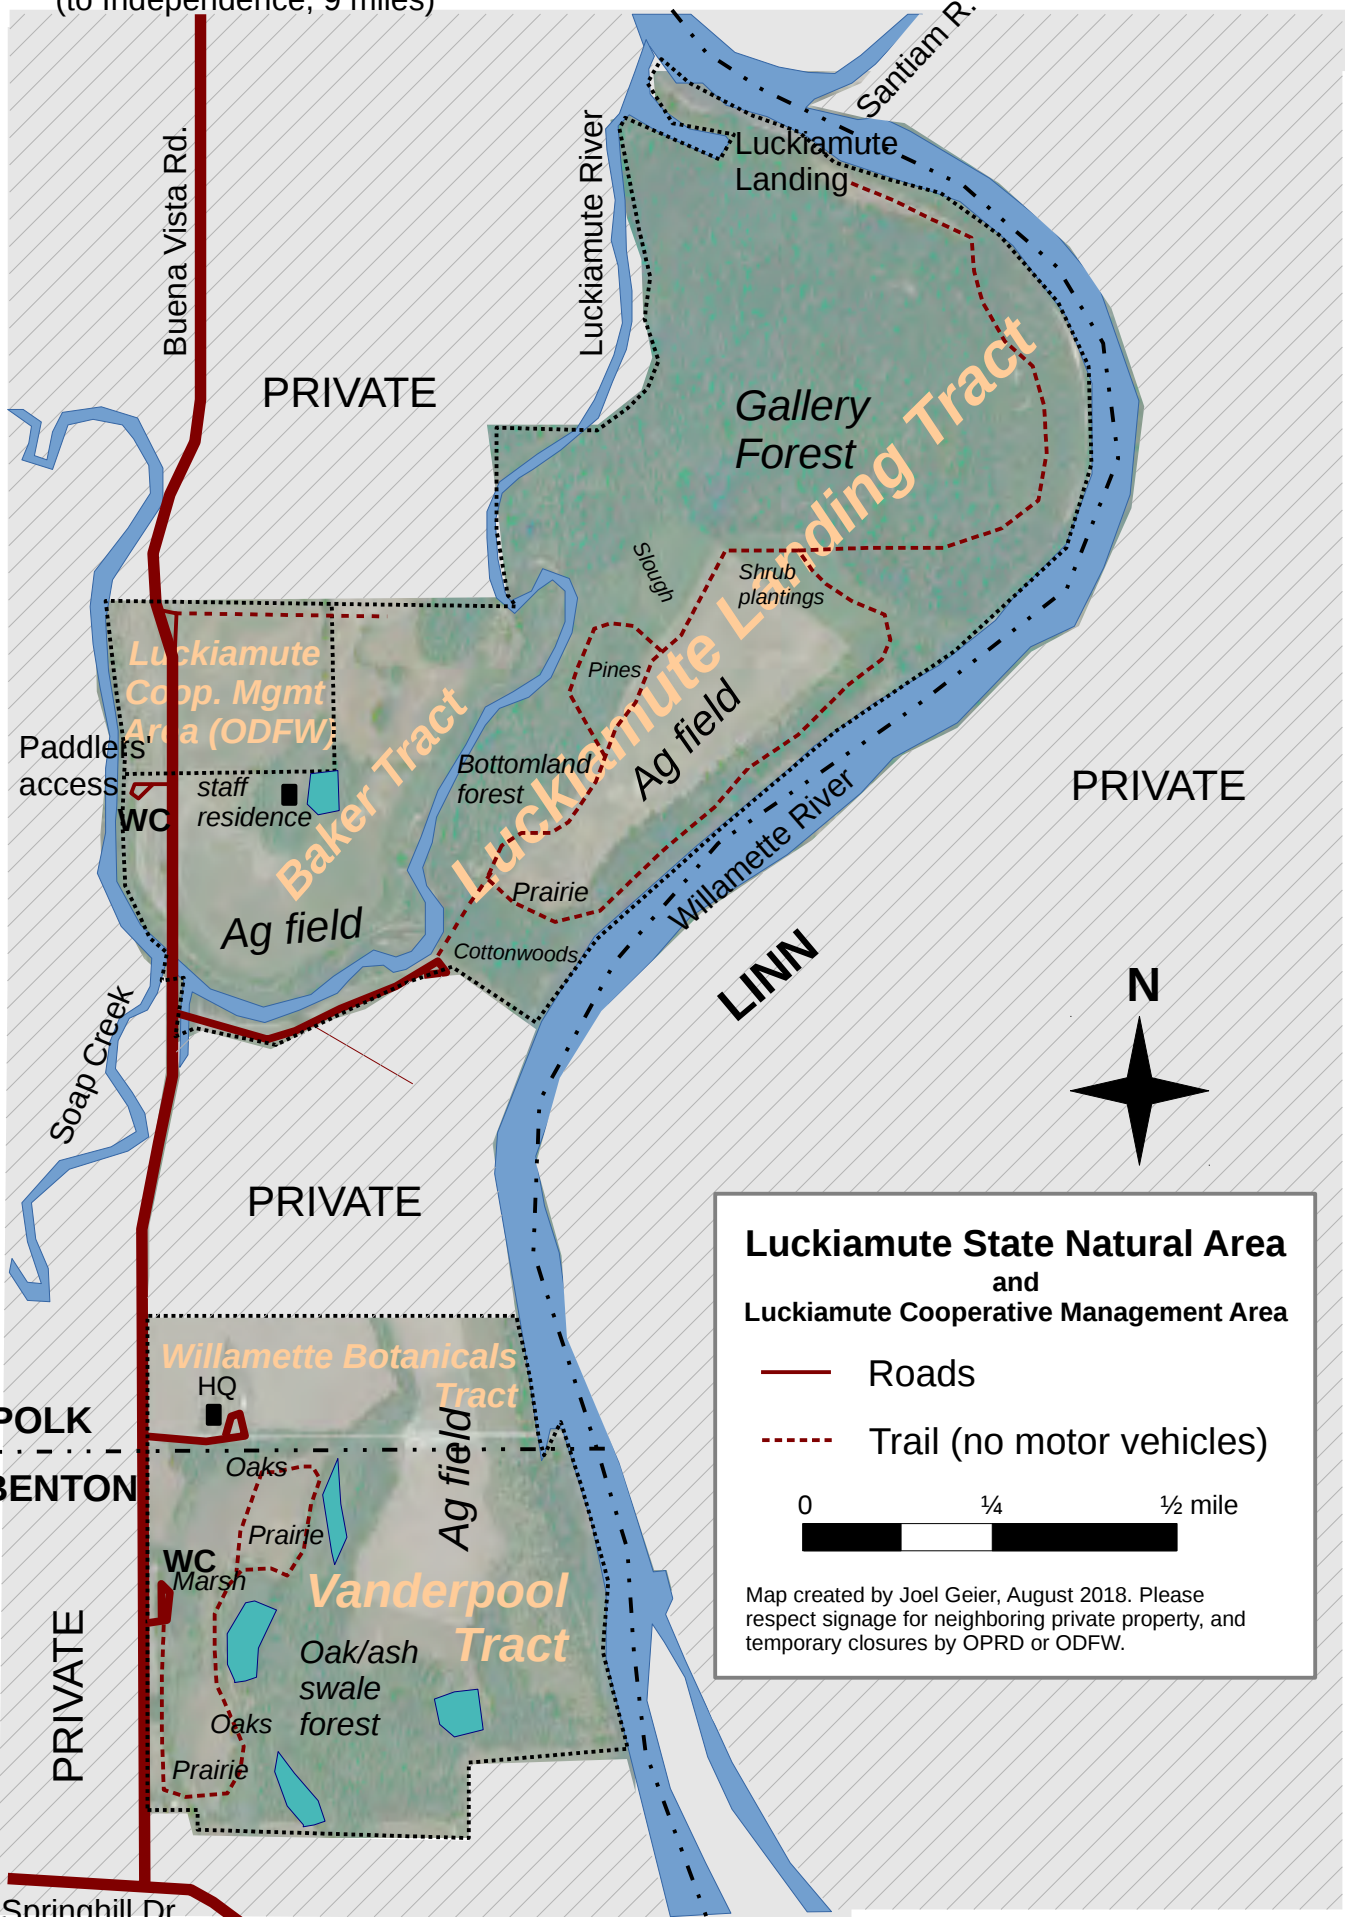 (to Independence, 9 miles)
Santiam R.
Buena Vista Rd.
Luckiamute River
Luckiamute
Landing
PRIVATE
Gallery
Forest
Luckiamute Landing Tract
Slough
Shrub
plantings
Luckiamute
Coop. Mgmt
Area (ODFW)
Pines
Baker Tract
Ag field
Paddlers'
access
staff
residence
WC
Bottomland
forest
PRIVATE
Willamette River
Prairie
Ag field
Cottonwoods
LINN
N
Soap Creek
PRIVATE
Luckiamute State Natural Area
and
Luckiamute Cooperative Management Area
Roads
Trail (no motor vehicles)
0 ¼ ½ mile
Map created by Joel Geier, August 2018. Please
respect signage for neighboring private property, and
temporary closures by OPRD or ODFW.
Willamette Botanicals
Tract
HQ
POLK
Ag field
Oaks
BENTON
Prairie
WC
Marsh
Vanderpool
Tract
PRIVATE
Oak/ash
swale
forest
Oaks
Prairie
Springhill Dr